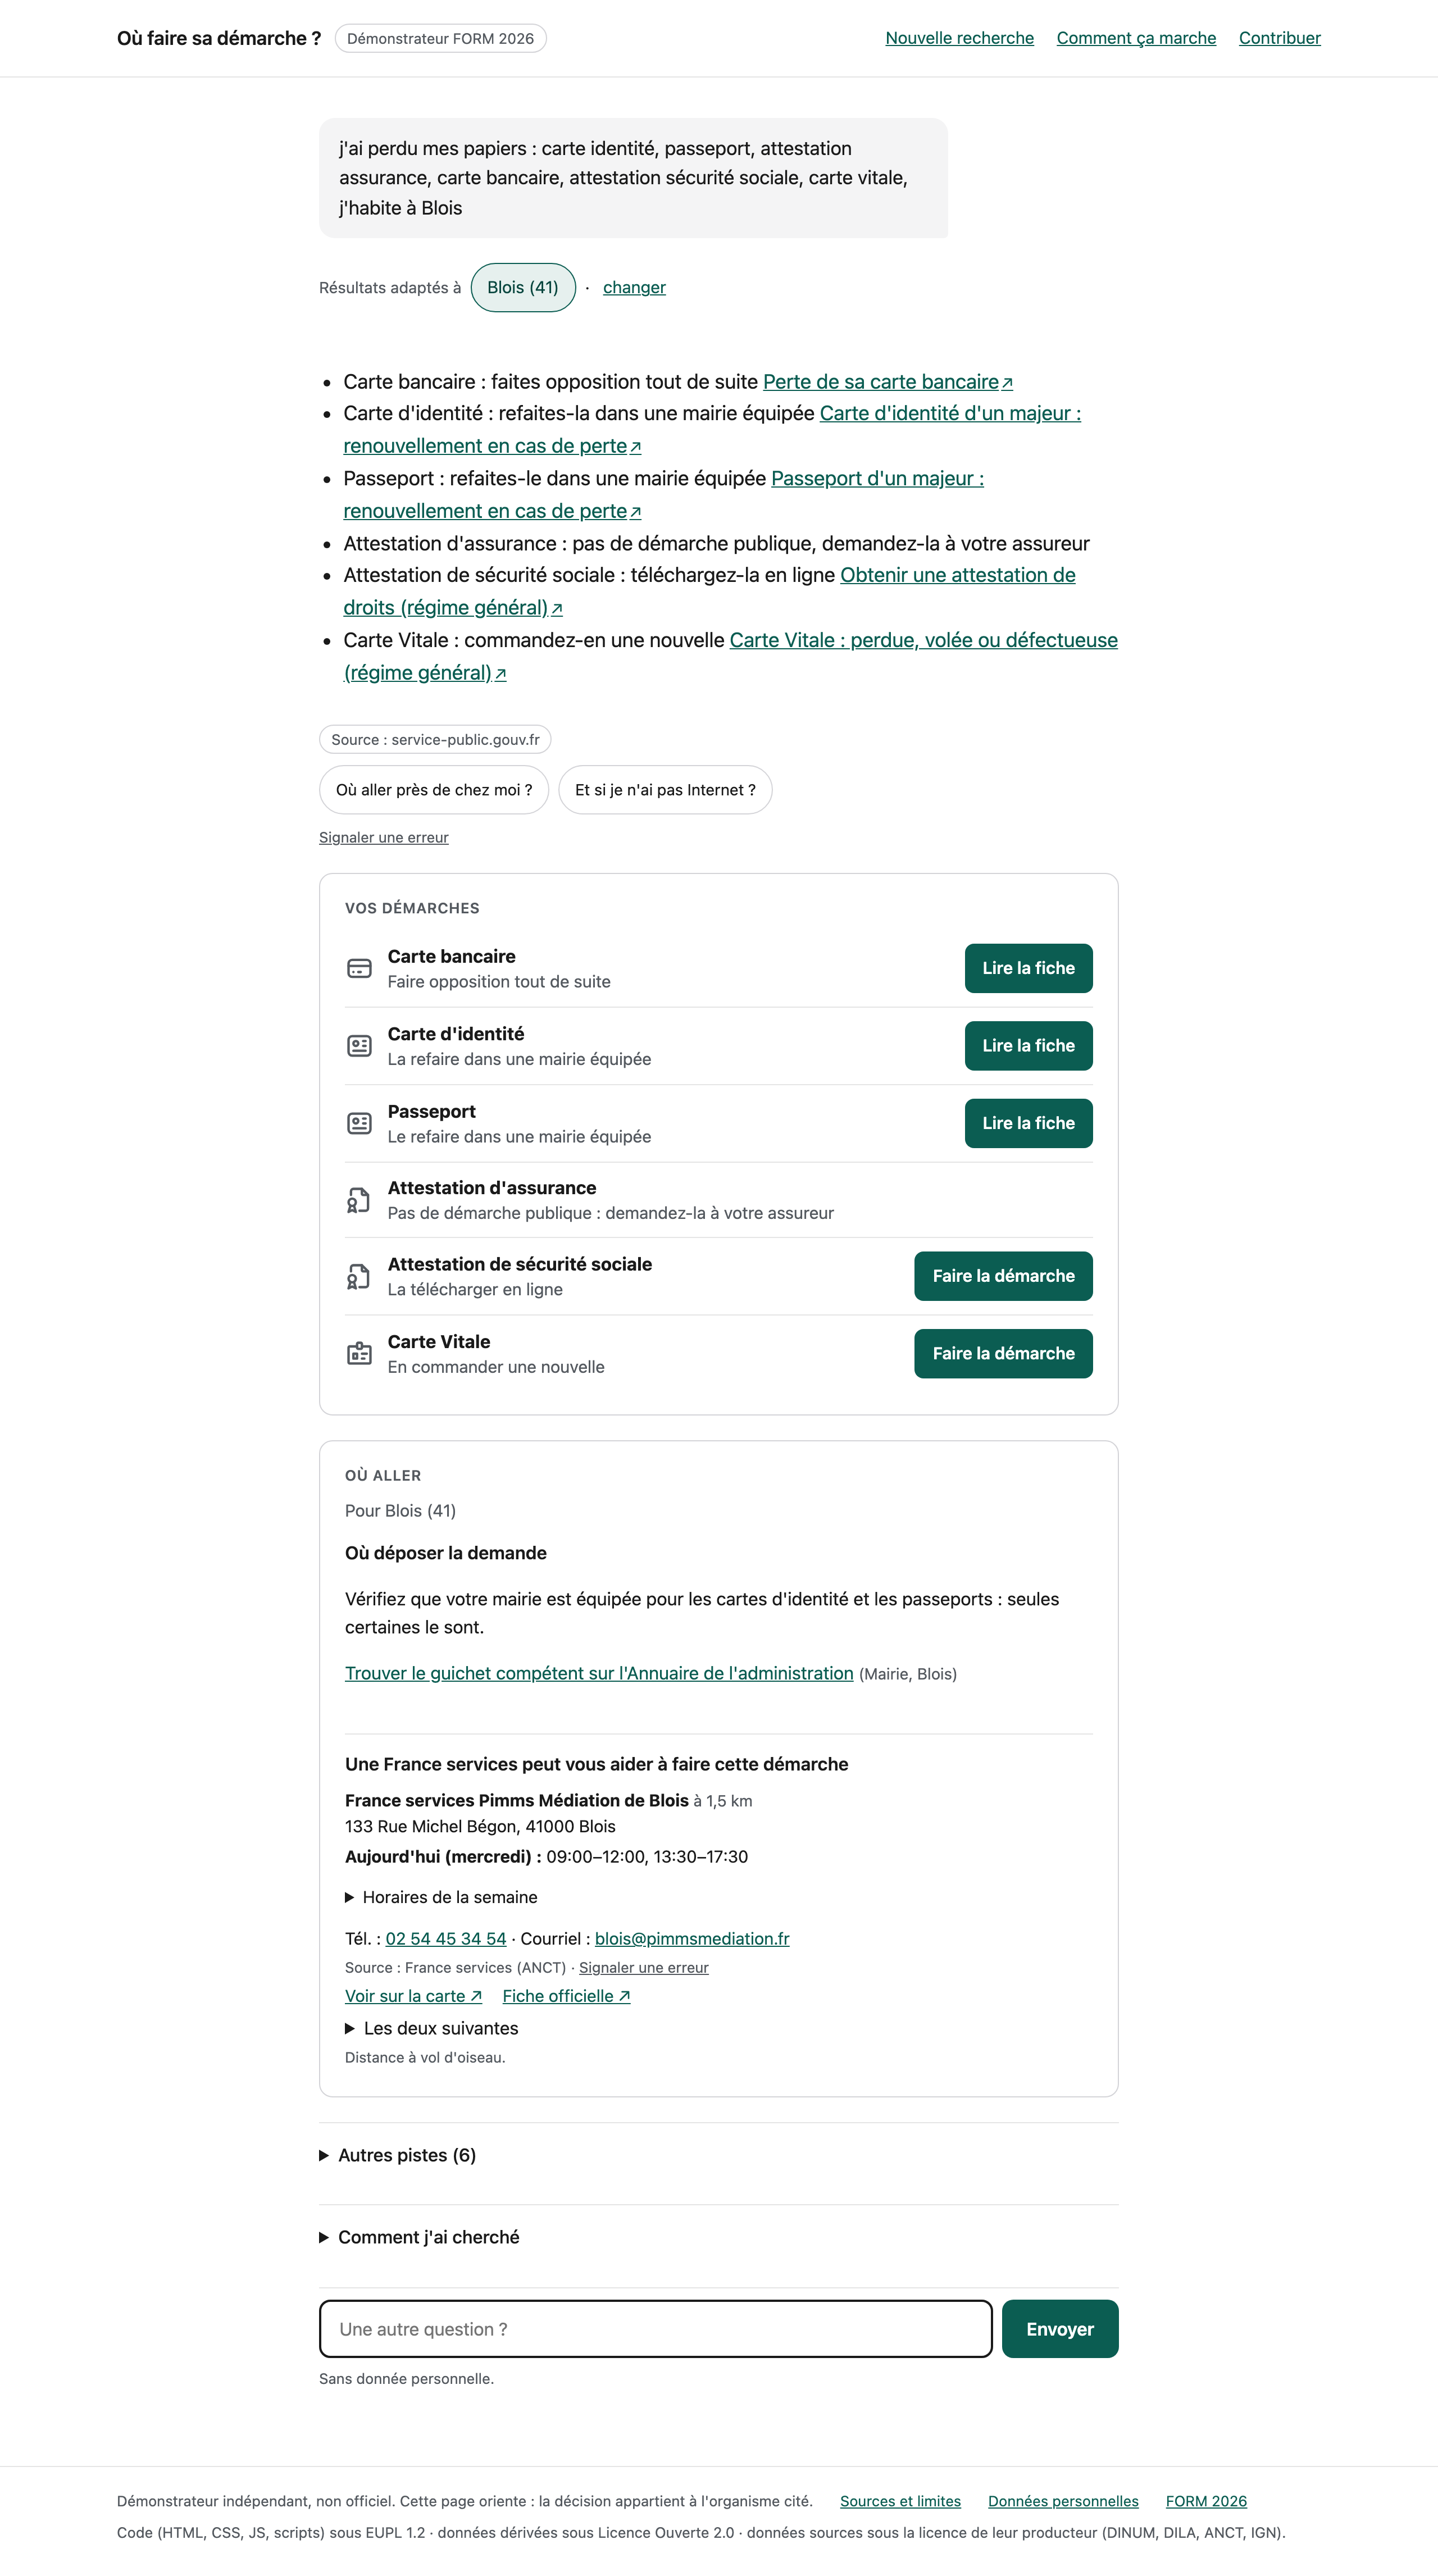 Où faire sa démarche ? Démonstrateur FORM 2026 Nouvelle recherche Comment ça marche Contribuer
j'ai perdu mes papiers : carte identité, passeport, attestation
assurance, carte bancaire, attestation sécurité sociale, carte vitale,
j'habite à Blois
Résultats adaptés à Blois (41) · changer
• Carte bancaire : faites opposition tout de suite Perte de sa carte bancaire↗
• Carte d'identité : refaites-la dans une mairie équipée Carte d'identité d'un majeur :
renouvellement en cas de perte↗
• Passeport : refaites-le dans une mairie équipée Passeport d'un majeur :
renouvellement en cas de perte↗
• Attestation d'assurance : pas de démarche publique, demandez-la à votre assureur
• Attestation de sécurité sociale : téléchargez-la en ligne Obtenir une attestation de
droits (régime général)↗
• Carte Vitale : commandez-en une nouvelle Carte Vitale : perdue, volée ou défectueuse
(régime général)↗
Source : service-public.gouv.fr
Où aller près de chez moi ? Et si je n'ai pas Internet ?
Signaler une erreur
VOS DÉMARCHES
Carte bancaire
Faire opposition tout de suite
Lire la fiche
Carte d'identité
La refaire dans une mairie équipée
Lire la fiche
Passeport
Le refaire dans une mairie équipée
Lire la fiche
Attestation d'assurance
Pas de démarche publique : demandez-la à votre assureur
Attestation de sécurité sociale
La télécharger en ligne
Faire la démarche
Carte Vitale
En commander une nouvelle
Faire la démarche
OÙ ALLER
Pour Blois (41)
Où déposer la demande
Vérifiez que votre mairie est équipée pour les cartes d'identité et les passeports : seules
certaines le sont.
Trouver le guichet compétent sur l'Annuaire de l'administration (Mairie, Blois)
Une France services peut vous aider à faire cette démarche
France services Pimms Médiation de Blois à 1,5 km
133 Rue Michel Bégon, 41000 Blois
Aujourd'hui (mercredi) : 09:00–12:00, 13:30–17:30
▶ Horaires de la semaine
Tél. : 02 54 45 34 54 · Courriel : blois@pimmsmediation.fr
Source : France services (ANCT) · Signaler une erreur
Voir sur la carte ↗ Fiche officielle ↗
▶ Les deux suivantes
Distance à vol d'oiseau.
▶ Autres pistes (6)
▶ Comment j'ai cherché
Une autre question ? Envoyer
Sans donnée personnelle.
Démonstrateur indépendant, non officiel. Cette page oriente : la décision appartient à l'organisme cité. Sources et limites Données personnelles FORM 2026
Code (HTML, CSS, JS, scripts) sous EUPL 1.2 · données dérivées sous Licence Ouverte 2.0 · données sources sous la licence de leur producteur (DINUM, DILA, ANCT, IGN).